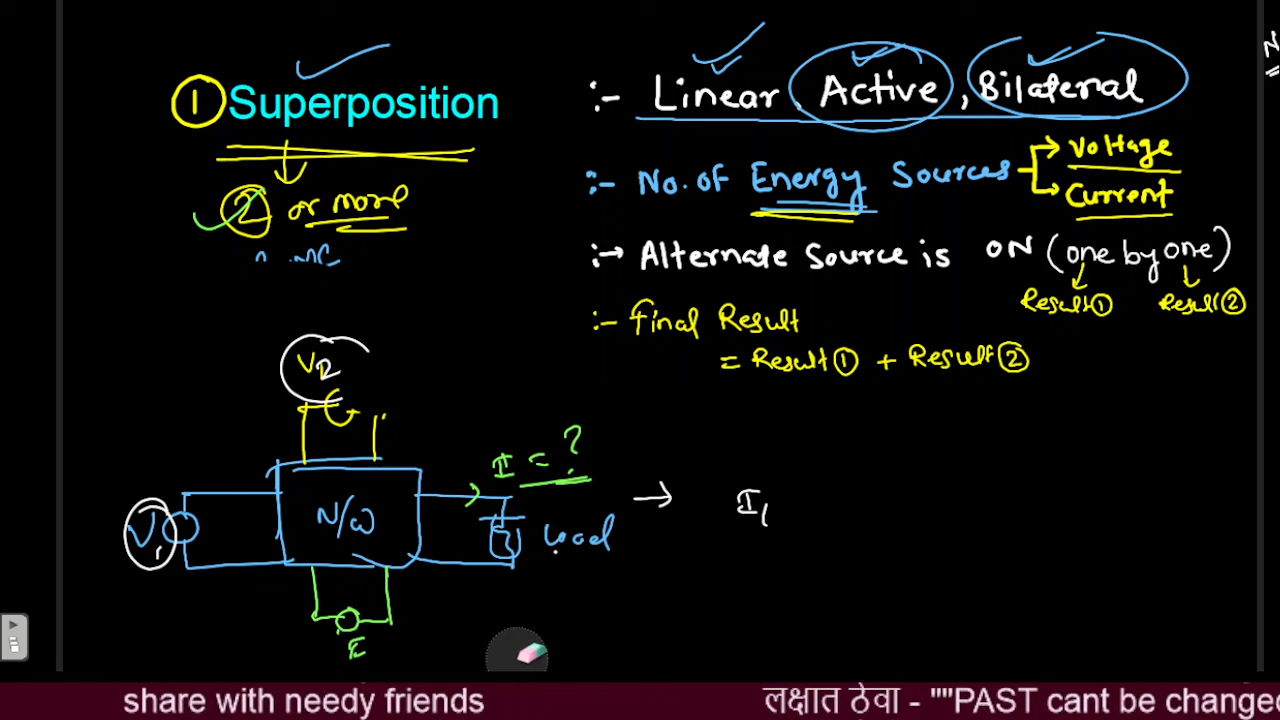 ① Superposition
② or more
:- Linear, Active, Bilateral
:- No. of Energy Sources → Voltage
→ Current
:→ Alternate Source is ON (one by one)
Result① Result②
:- Final Result
= Result① + Result②
V2
I = ?
V1
N/W
Load
→ I1
E
share with needy friends लक्षात ठेवा - ""PAST cant be changed